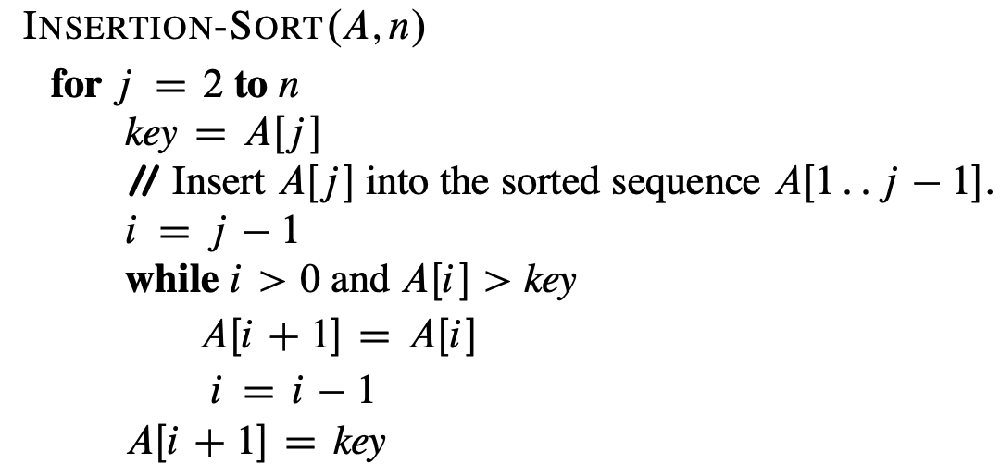 INSERTION-SORT(A, n)
for j = 2 to n
key = A[j]
// Insert A[j] into the sorted sequence A[1 . . j − 1].
i = j − 1
while i > 0 and A[i] > key
A[i + 1] = A[i]
i = i − 1
A[i + 1] = key